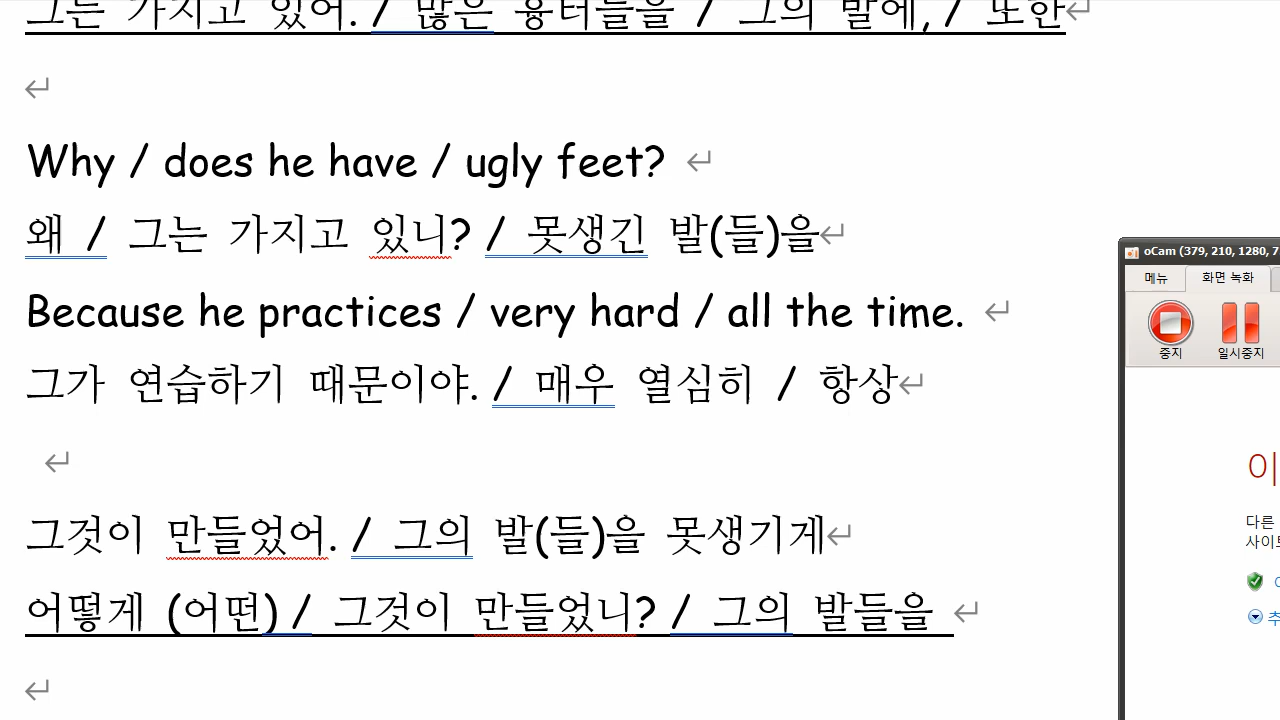 그는 가지고 있어. / 많은 흉터들을 / 그의 발에, / 또한
Why / does he have / ugly feet?
왜 / 그는 가지고 있니? / 못생긴 발(들)을
Because he practices / very hard / all the time.
그가 연습하기 때문이야. / 매우 열심히 / 항상
그것이 만들었어. / 그의 발(들)을 못생기게
어떻게 (어떤) / 그것이 만들었니? / 그의 발들을
oCam (379, 210, 1280, 7
메뉴 화면 녹화
중지 일시중지
이
다른
사이트
추